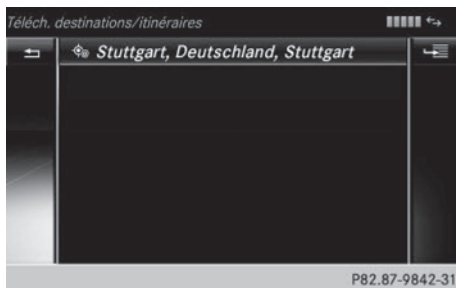 Téléch. destinations/itinéraires
Stuttgart, Deutschland, Stuttgart
P82.87-9842-31